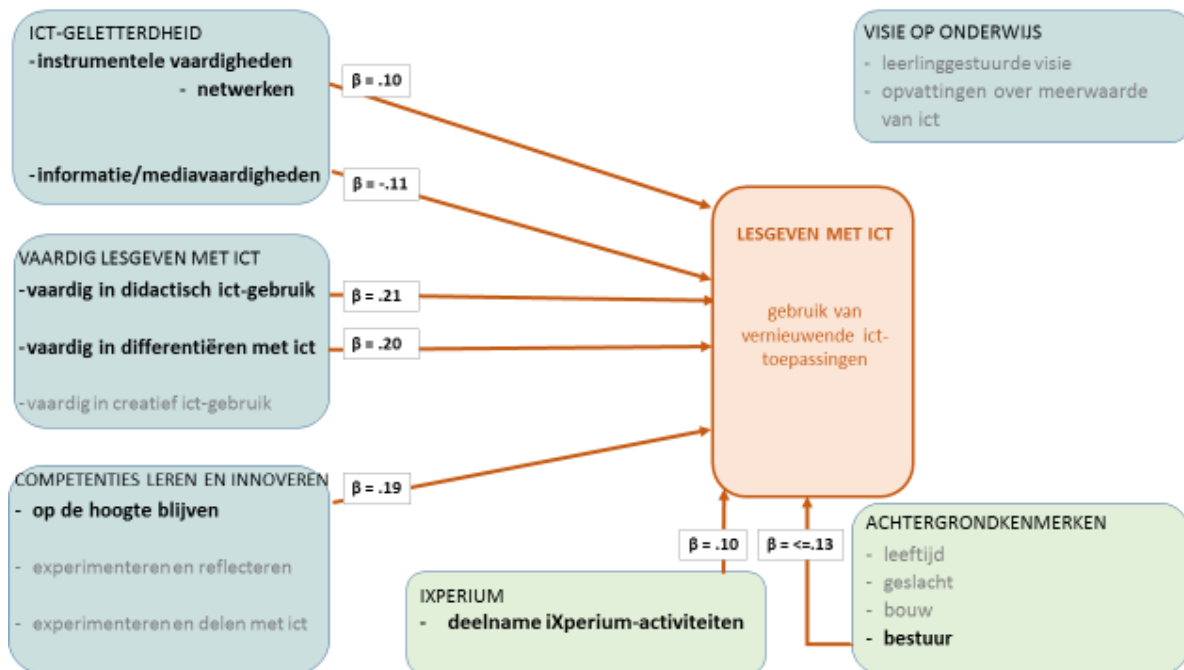 ICT-GELETTERDHEID
-instrumentele vaardigheden
- netwerken
-informatie/mediavaardigheden
β = .10
β = -.11
VISIE OP ONDERWIJS
- leerlinggestuurde visie
- opvattingen over meerwaarde
van ict
VAARDIG LESGEVEN MET ICT
-vaardig in didactisch ict-gebruik
-vaardig in differentiëren met ict
-vaardig in creatief ict-gebruik
β = .21
β = .20
LESGEVEN MET ICT
gebruik van
vernieuwende ict-
toepassingen
COMPETENTIES LEREN EN INNOVEREN
- op de hoogte blijven
- experimenteren en reflecteren
- experimenteren en delen met ict
β = .19
β = .10
β = <=.13
IXPERIUM
- deelname iXperium-activiteiten
ACHTERGRONDKENMERKEN
- leeftijd
- geslacht
- bouw
- bestuur